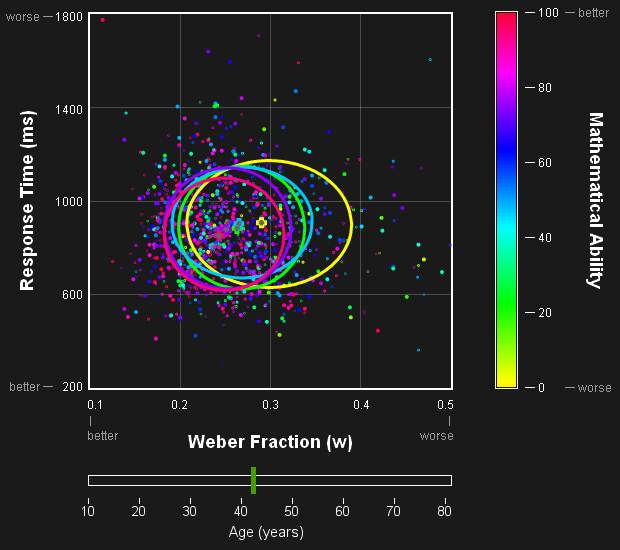 worse — 1800
1400
1000
600
better — 200
Response Time (ms)
0.1 0.2 0.3 0.4 0.5
better worse
Weber Fraction (w)
10 20 30 40 50 60 70 80
Age (years)
100 — better
80
60
40
20
0 — worse
Mathematical Ability